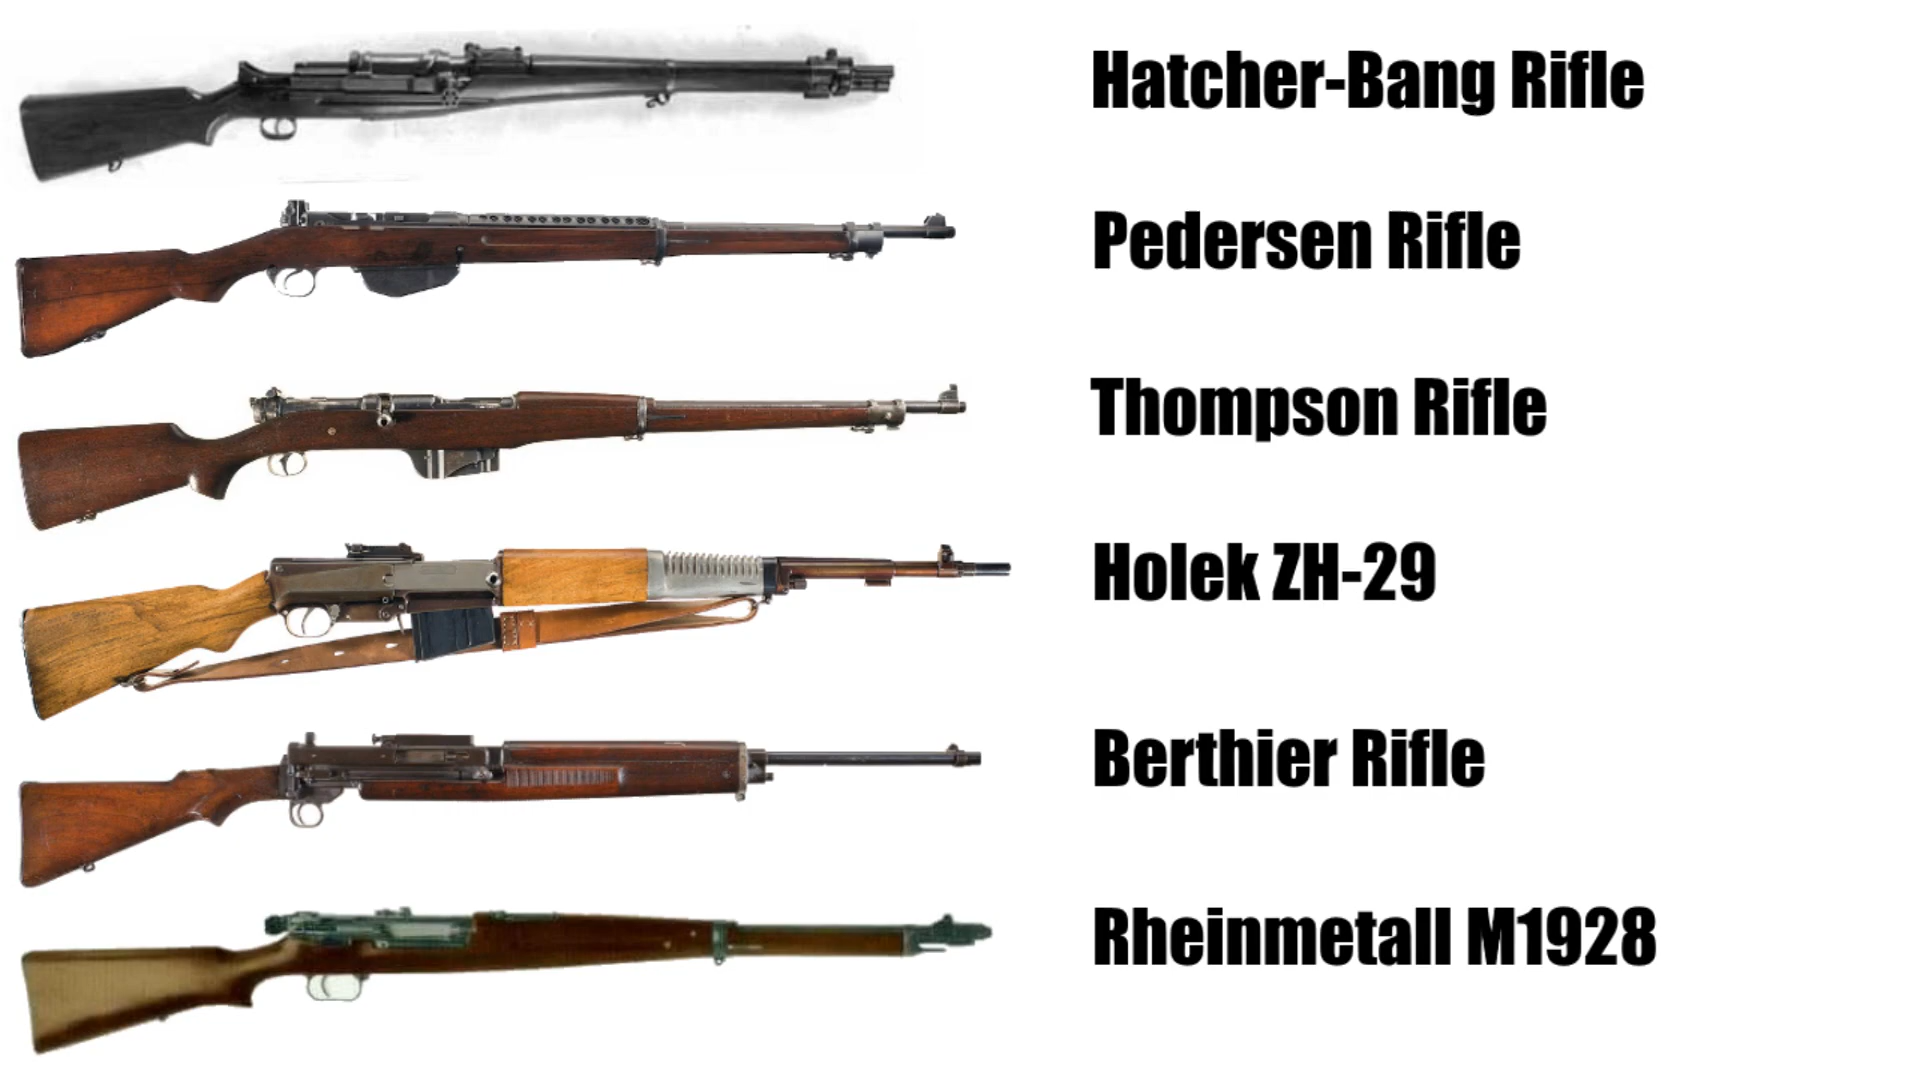 Hatcher-Bang Rifle
Pedersen Rifle
Thompson Rifle
Holek ZH-29
Berthier Rifle
Rheinmetall M1928